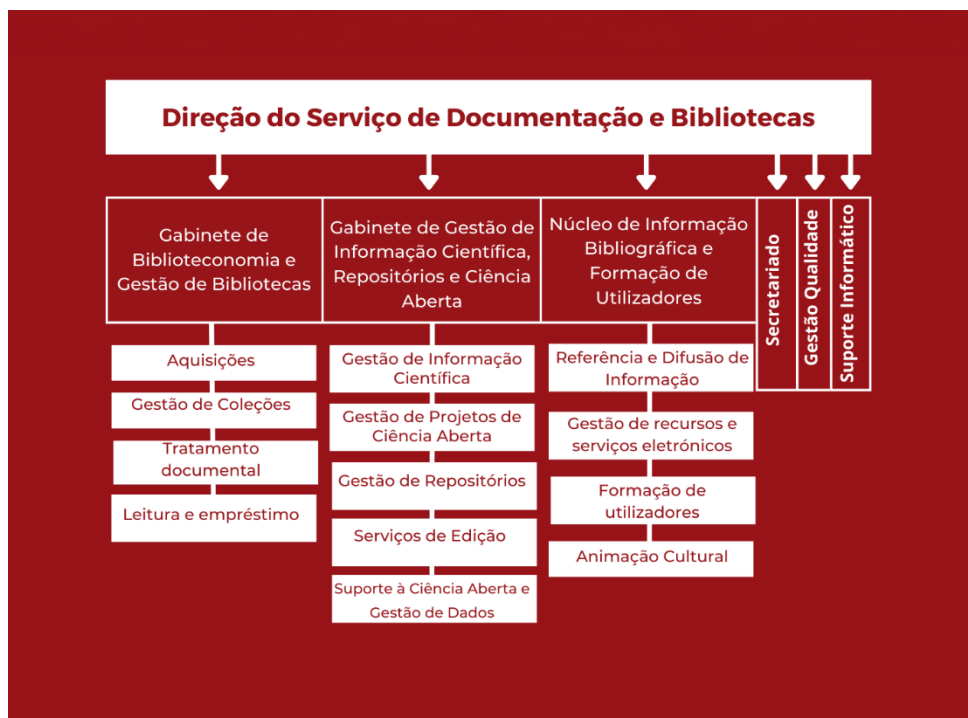 Direção do Serviço de Documentação e Bibliotecas
Gabinete de
Biblioteconomia e
Gestão de Bibliotecas
Aquisições
Gestão de Coleções
Tratamento
documental
Leitura e empréstimo
Gabinete de Gestão de
Informação Científica,
Repositórios e Ciência
Aberta
Gestão de Informação
Científica
Gestão de Projetos de
Ciência Aberta
Gestão de Repositórios
Serviços de Edição
Suporte à Ciência Aberta e
Gestão de Dados
Núcleo de Informação
Bibliográfica e
Formação de
Utilizadores
Referência e Difusão de
Informação
Gestão de recursos e
serviços eletrónicos
Formação de
utilizadores
Animação Cultural
Secretariado
Gestão Qualidade
Suporte Informático